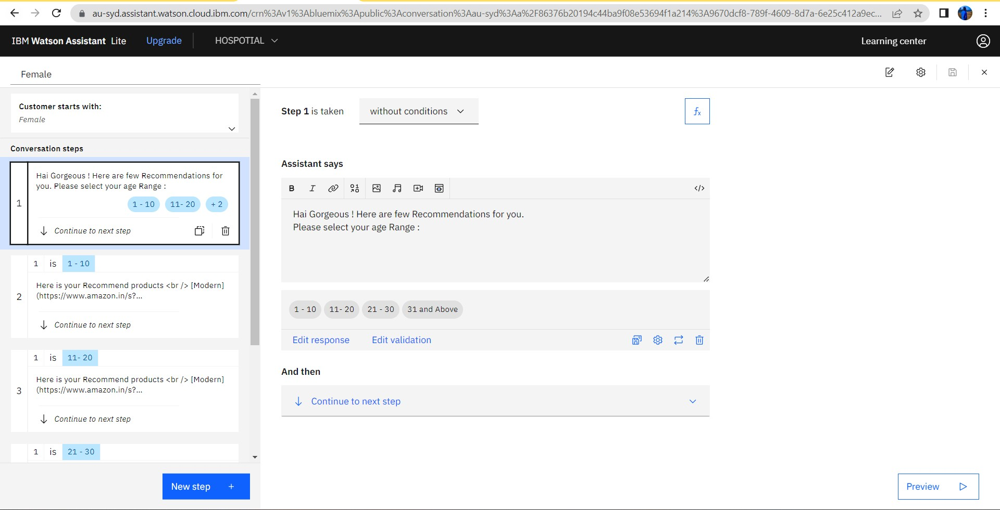 au-syd.assistant.watson.cloud.ibm.com/crn%3Av1%3Abluemix%3Apublic%3Aconversation%3Aau-syd%3Aa%2F86376b20194c44ba9f08e53694f1a214%3A9670dcf8-789f-4609-8d7a-6e25c412a9ec...
IBM Watson Assistant Lite Upgrade HOSPOTIAL Learning center
Female
Customer starts with:
Female
Conversation steps
1
Hai Gorgeous ! Here are few Recommendations for
you. Please select your age Range :
1 - 10 11- 20 + 2
Continue to next step
2
1 is 1 - 10
Here is your Recommend products <br /> [Modern]
(https://www.amazon.in/s?...
Continue to next step
3
1 is 11- 20
Here is your Recommend products <br /> [Modern]
(https://www.amazon.in/s?...
Continue to next step
1 is 21 - 30
New step +
Step 1 is taken without conditions fx
Assistant says
B I </>
Hai Gorgeous ! Here are few Recommendations for you.
Please select your age Range :
1 - 10 11- 20 21 - 30 31 and Above
Edit response Edit validation
And then
Continue to next step
Preview